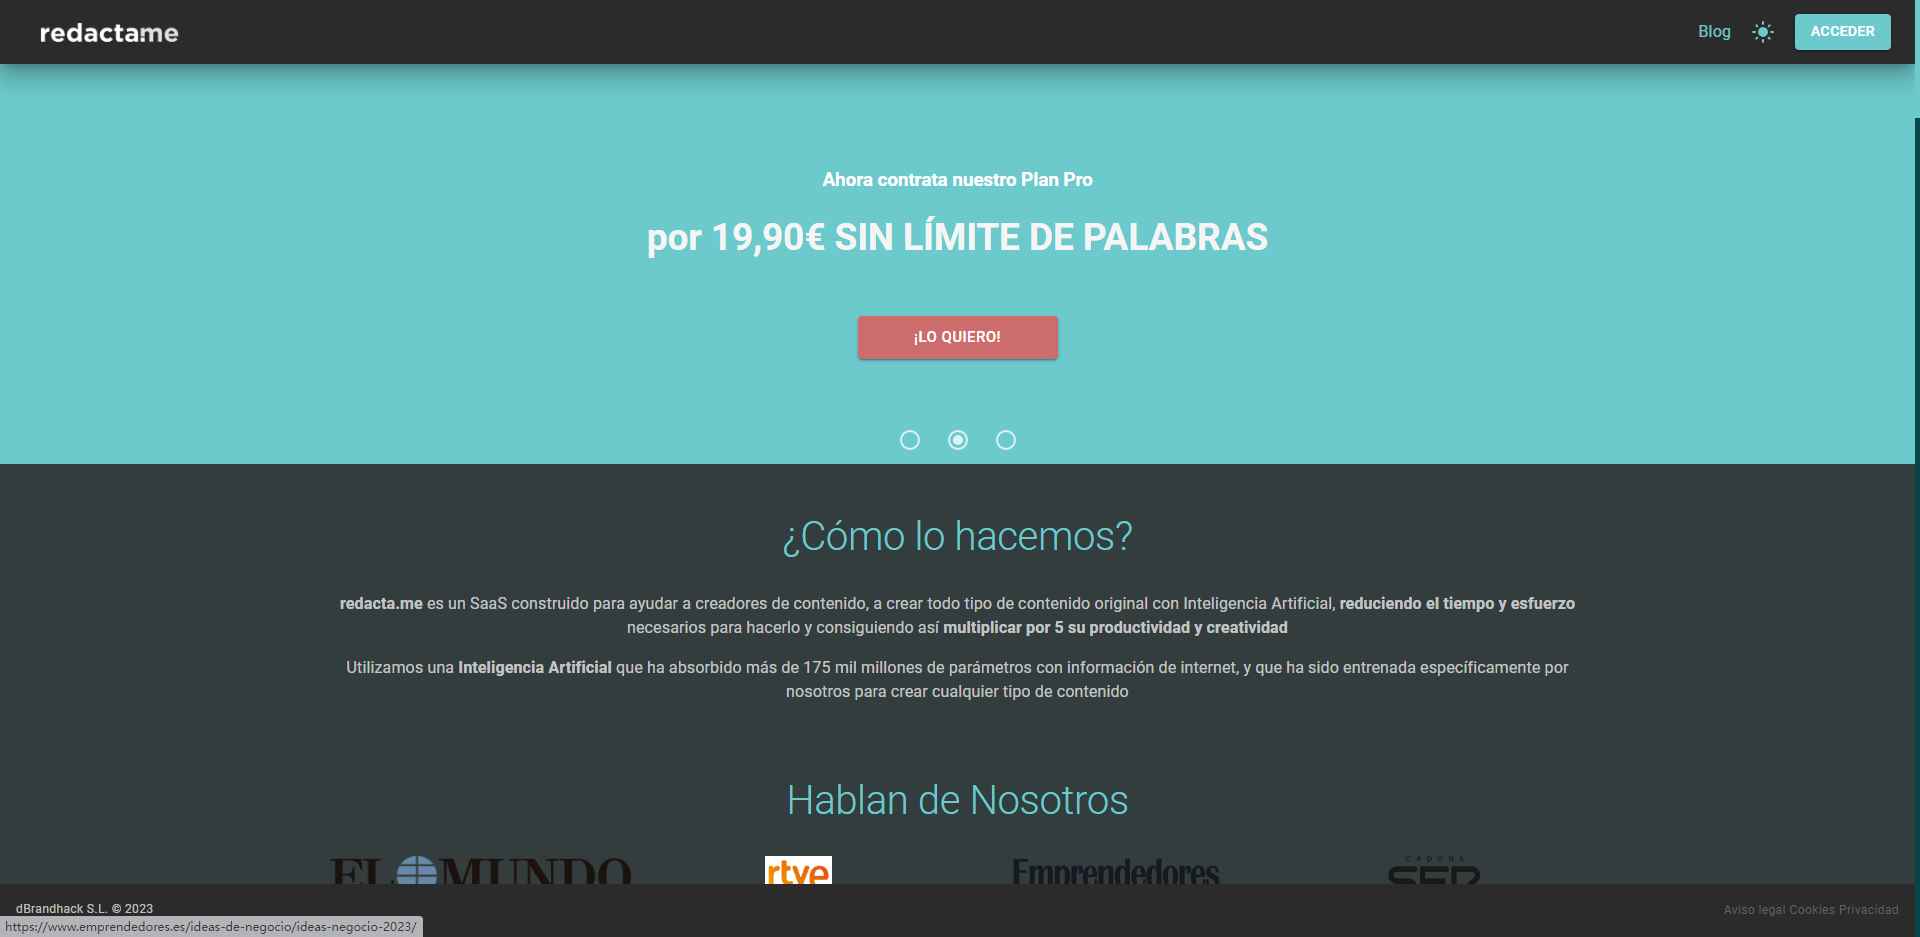 redacta.me
Blog
ACCEDER
Ahora contrata nuestro Plan Pro
por 19,90€ SIN LÍMITE DE PALABRAS
¡LO QUIERO!
¿Cómo lo hacemos?
redacta.me es un SaaS construido para ayudar a creadores de contenido, a crear todo tipo de contenido original con Inteligencia Artificial, reduciendo el tiempo y esfuerzo
necesarios para hacerlo y consiguiendo así multiplicar por 5 su productividad y creatividad
Utilizamos una Inteligencia Artificial que ha absorbido más de 175 mil millones de parámetros con información de internet, y que ha sido entrenada específicamente por
nosotros para crear cualquier tipo de contenido
Hablan de Nosotros
EL MUNDO
rtve
Emprendedores
CADENA
SER
dBrandhack S.L. © 2023
Aviso legal Cookies Privacidad
https://www.emprendedores.es/ideas-de-negocio/ideas-negocio-2023/